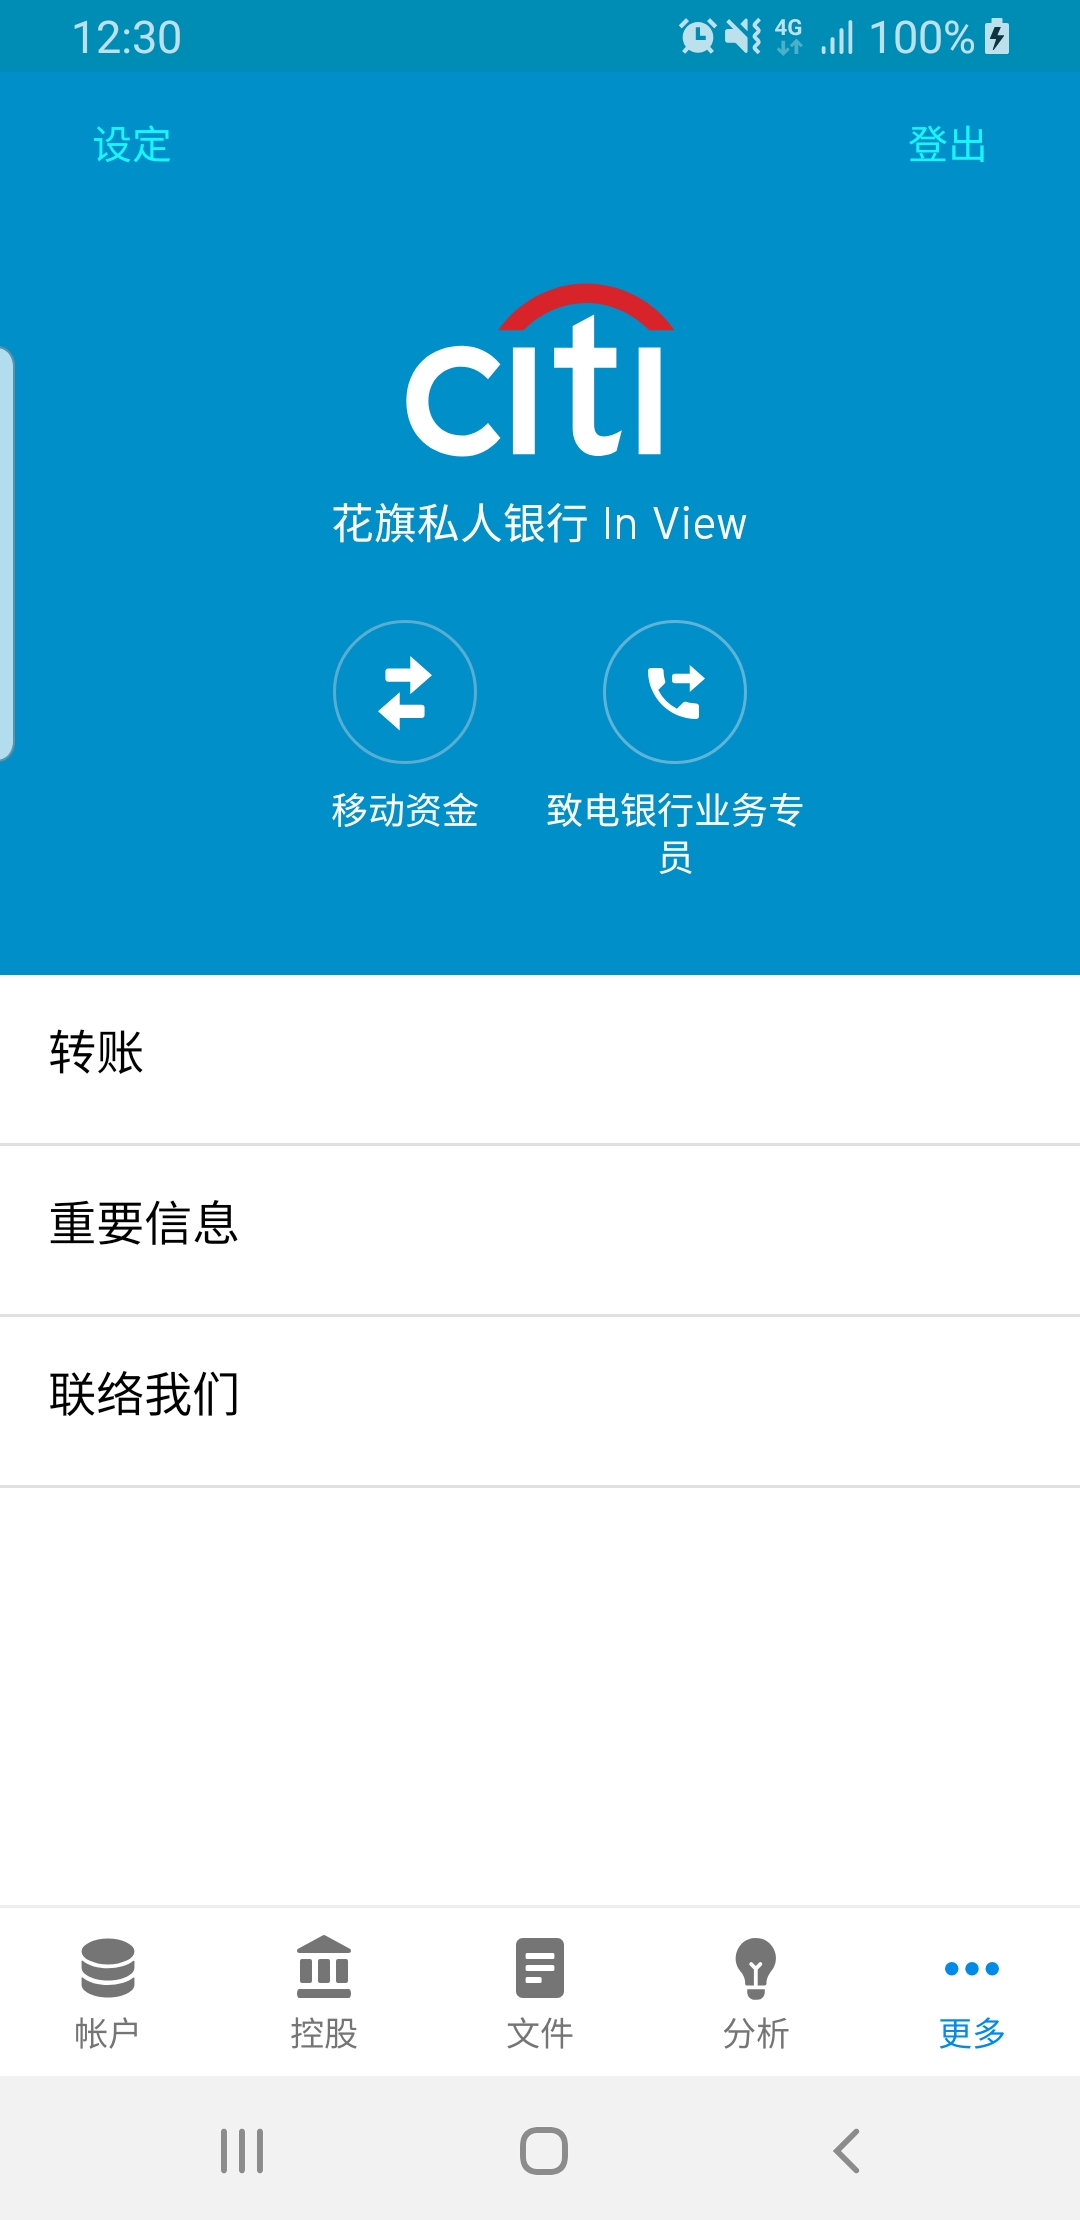 12:30
4G
100%
设定
登出
citi
花旗私人银行 In View
移动资金
致电银行业务专
员
转账
重要信息
联络我们
帐户
控股
文件
分析
更多